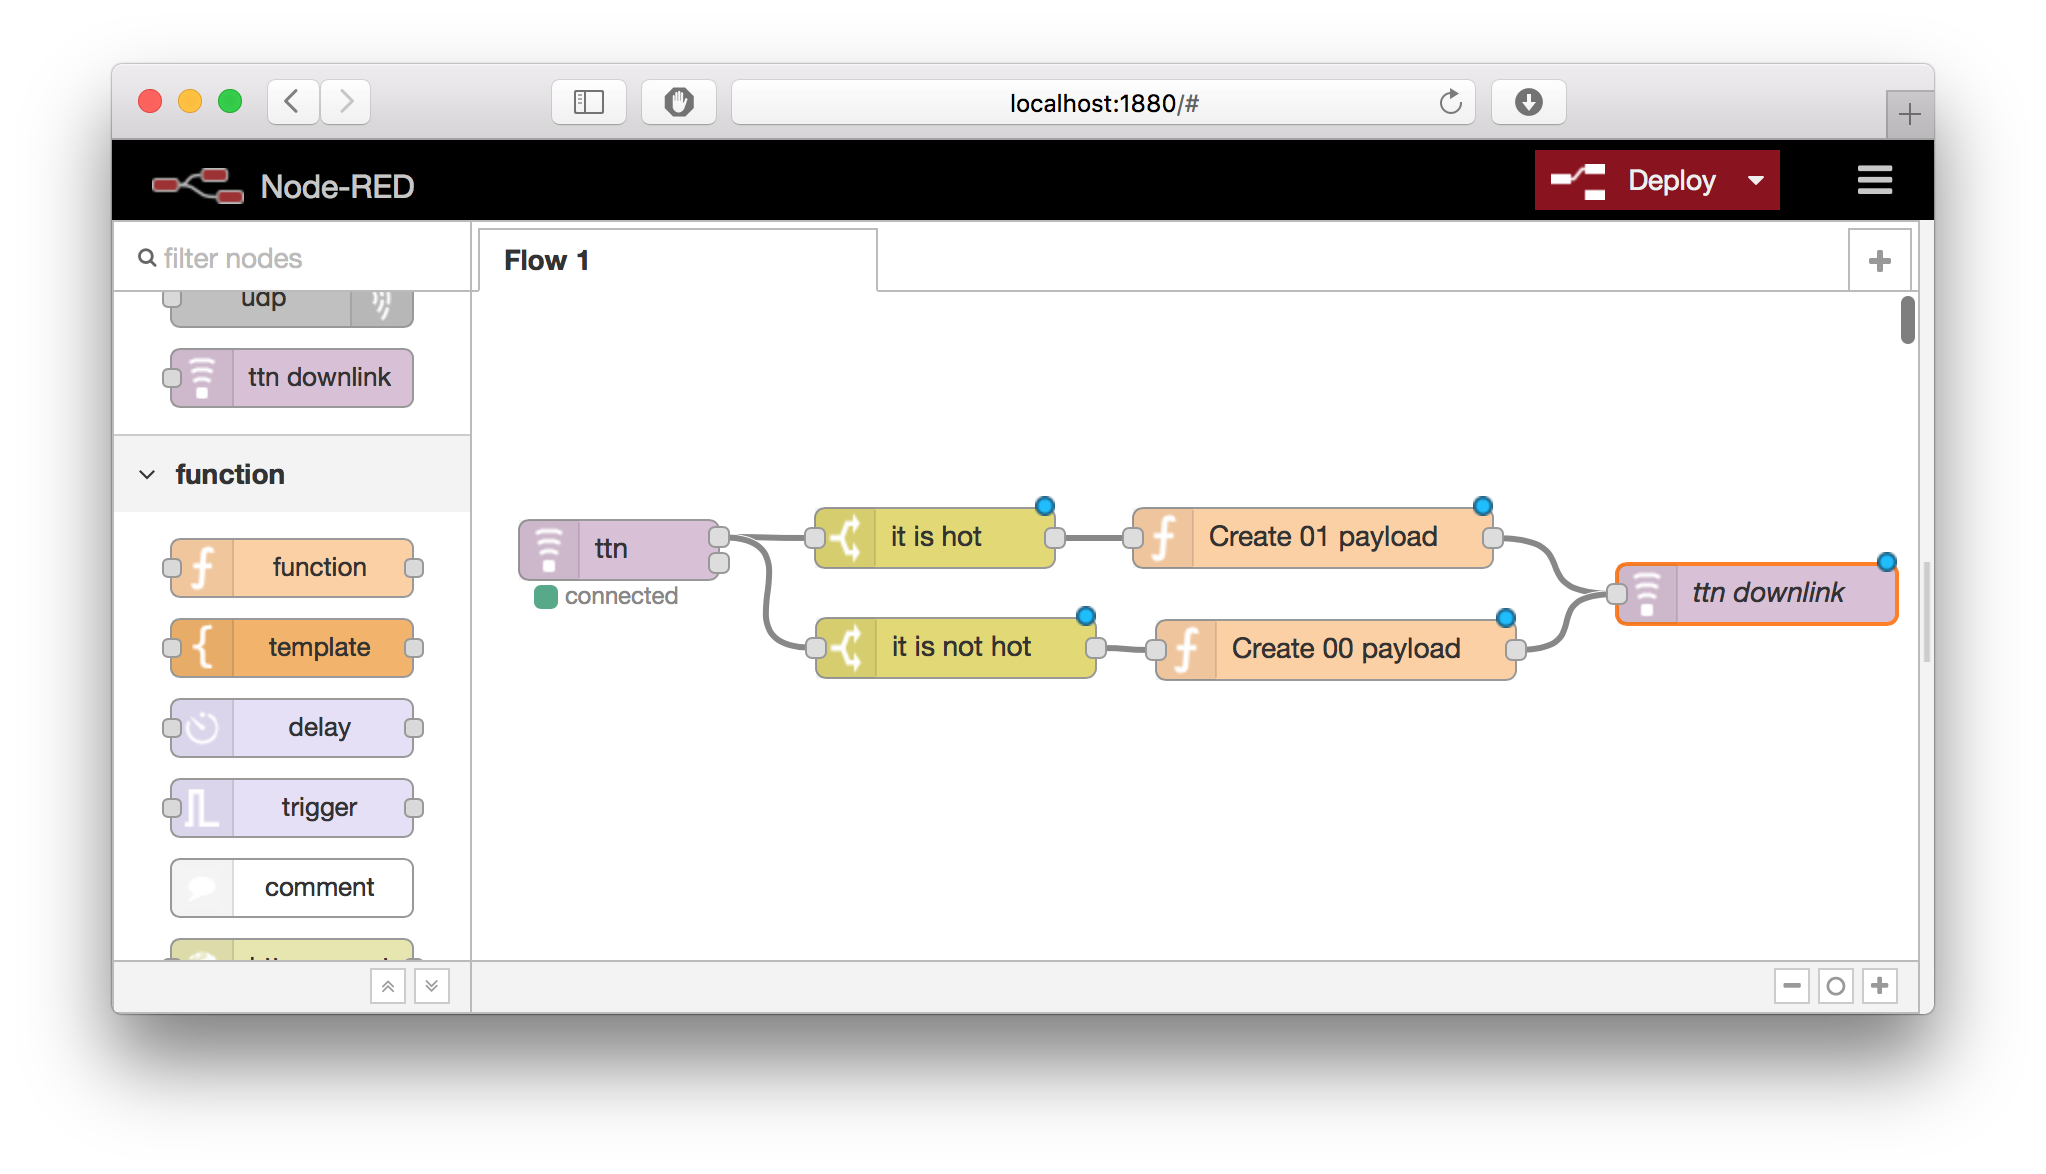 localhost:1880/#
Node-RED
Deploy
filter nodes
Flow 1
udp
ttn downlink
function
function
template
delay
trigger
comment
ttn
connected
it is hot
Create 01 payload
it is not hot
Create 00 payload
ttn downlink